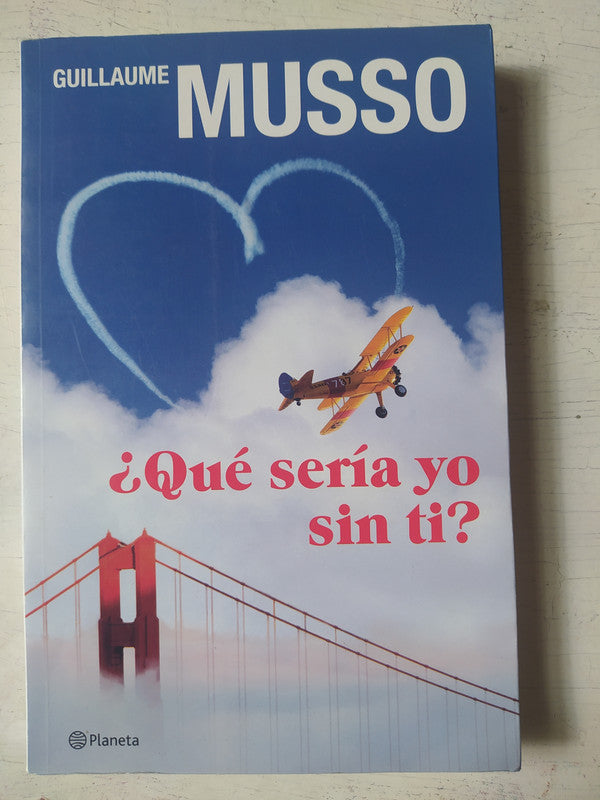 GUILLAUME MUSSO
¿Qué sería yo
sin ti?
Planeta